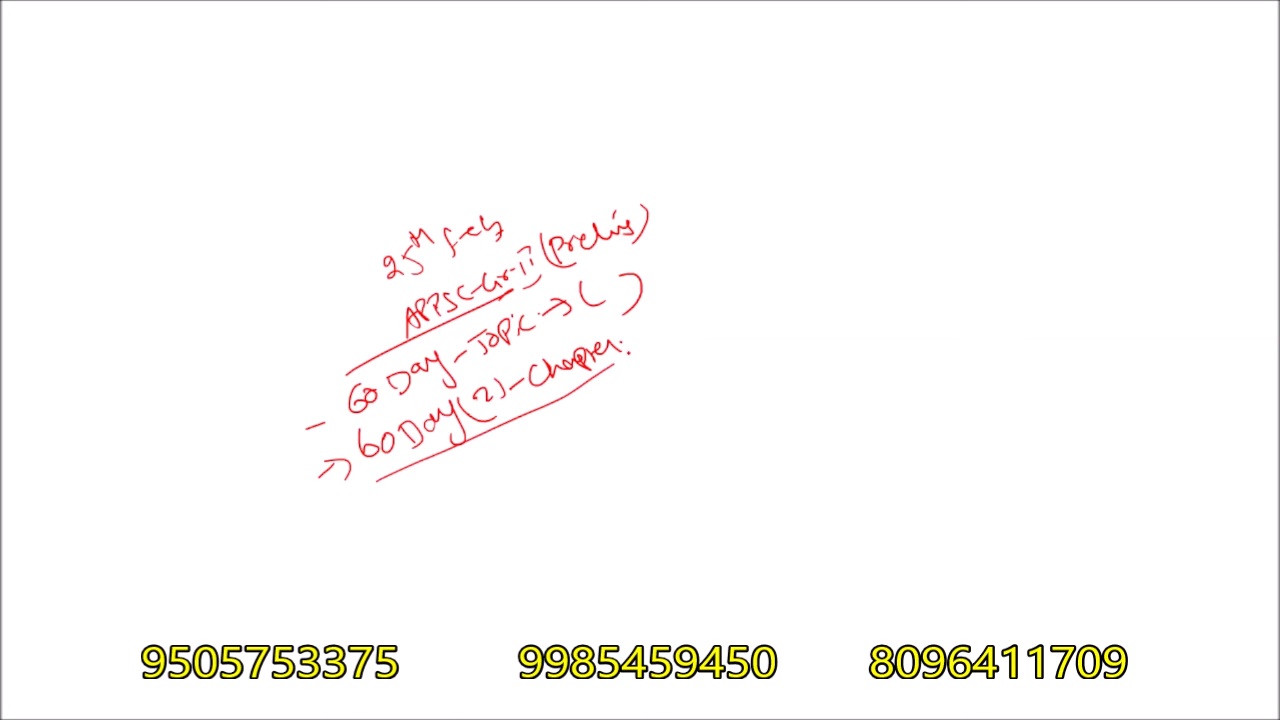 25th Feb
APPSC-Gr-II (Prelims)
- 60 Day - Topic → ( )
→ 60 Day (2) - Chapter.
9505753375 9985459450 8096411709